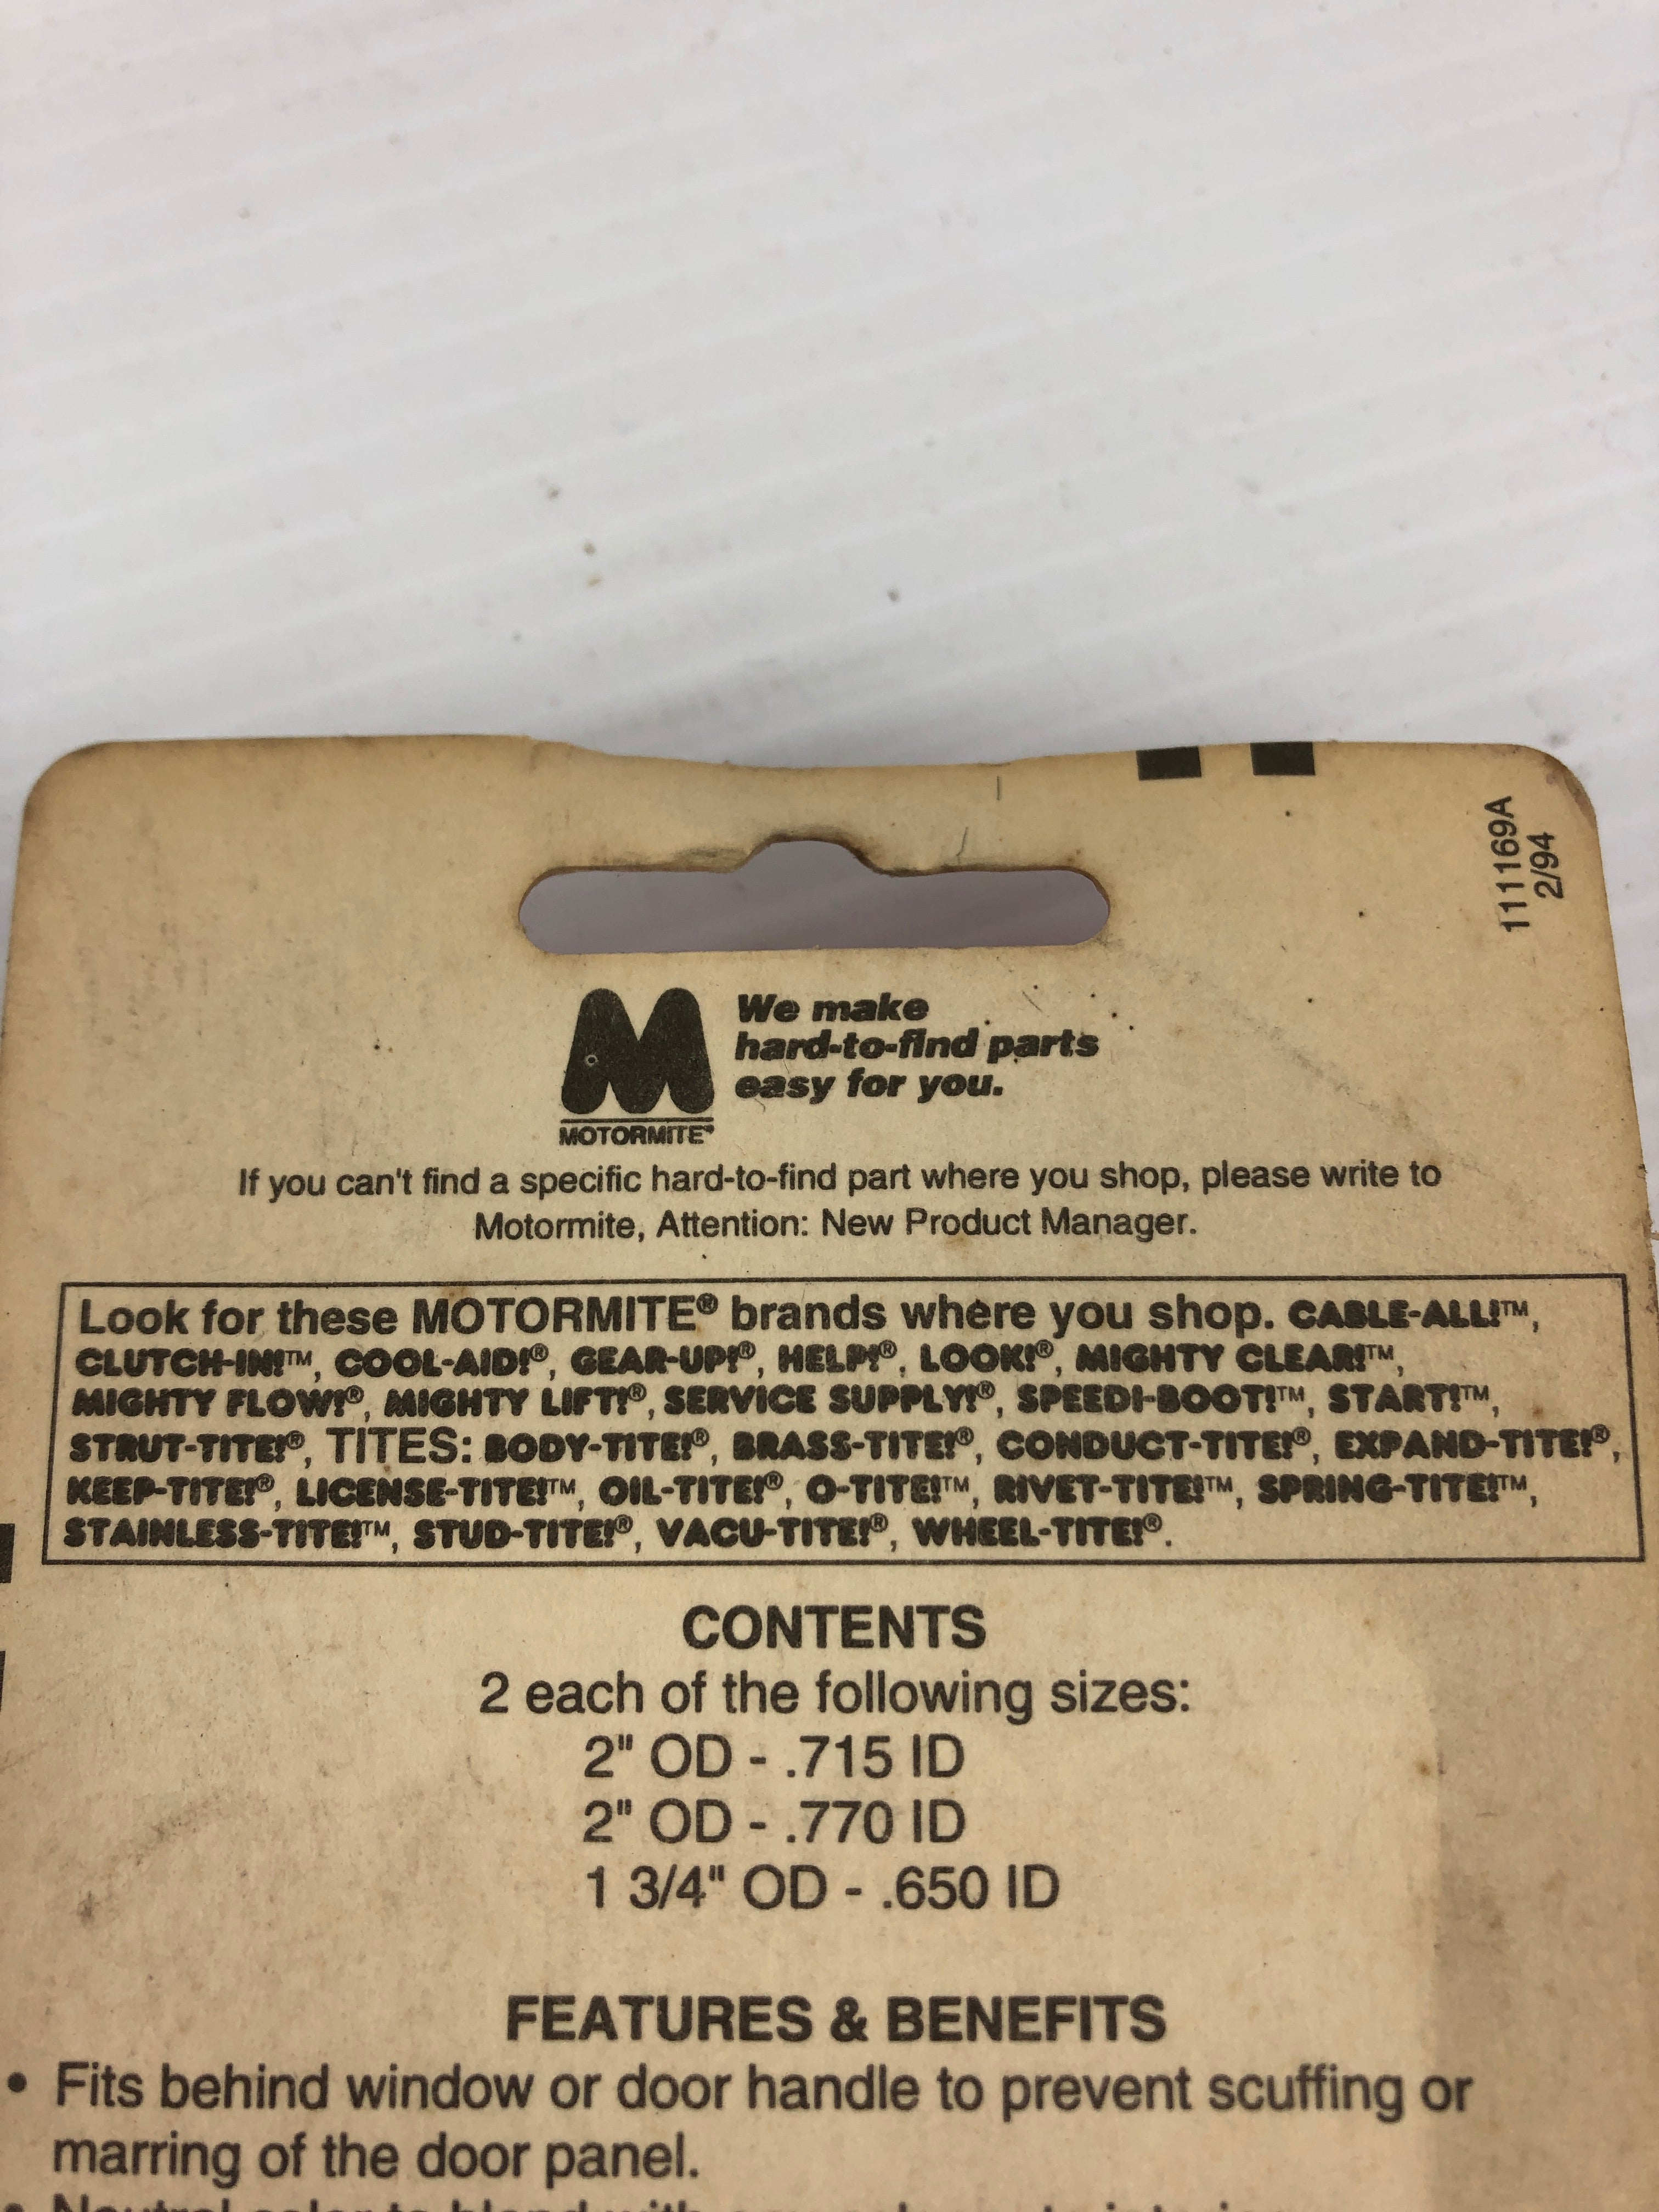 111169A
2/94
We make
hard-to-find parts
easy for you.
MOTORMITE®
If you can't find a specific hard-to-find part where you shop, please write to
Motormite, Attention: New Product Manager.
Look for these MOTORMITE® brands where you shop. CABLE-ALL!™,
CLUTCH-IN!™, COOL-AID!®, GEAR-UP!®, HELP!®, LOOK!®, MIGHTY CLEAR!™,
MIGHTY FLOW!®, MIGHTY LIFT!®, SERVICE SUPPLY!®, SPEEDI-BOOT!™, START!™,
STRUT-TITE!®, TITES: BODY-TITE!®, BRASS-TITE!®, CONDUCT-TITE!®, EXPAND-TITE!®,
KEEP-TITE!®, LICENSE-TITE!™, OIL-TITE!®, O-TITE!™, RIVET-TITE!™, SPRING-TITE!™,
STAINLESS-TITE!™, STUD-TITE!®, VACU-TITE!®, WHEEL-TITE!®.
CONTENTS
2 each of the following sizes:
2" OD - .715 ID
2" OD - .770 ID
1 3/4" OD - .650 ID
FEATURES & BENEFITS
• Fits behind window or door handle to prevent scuffing or
marring of the door panel.
• Neutral color to blend with